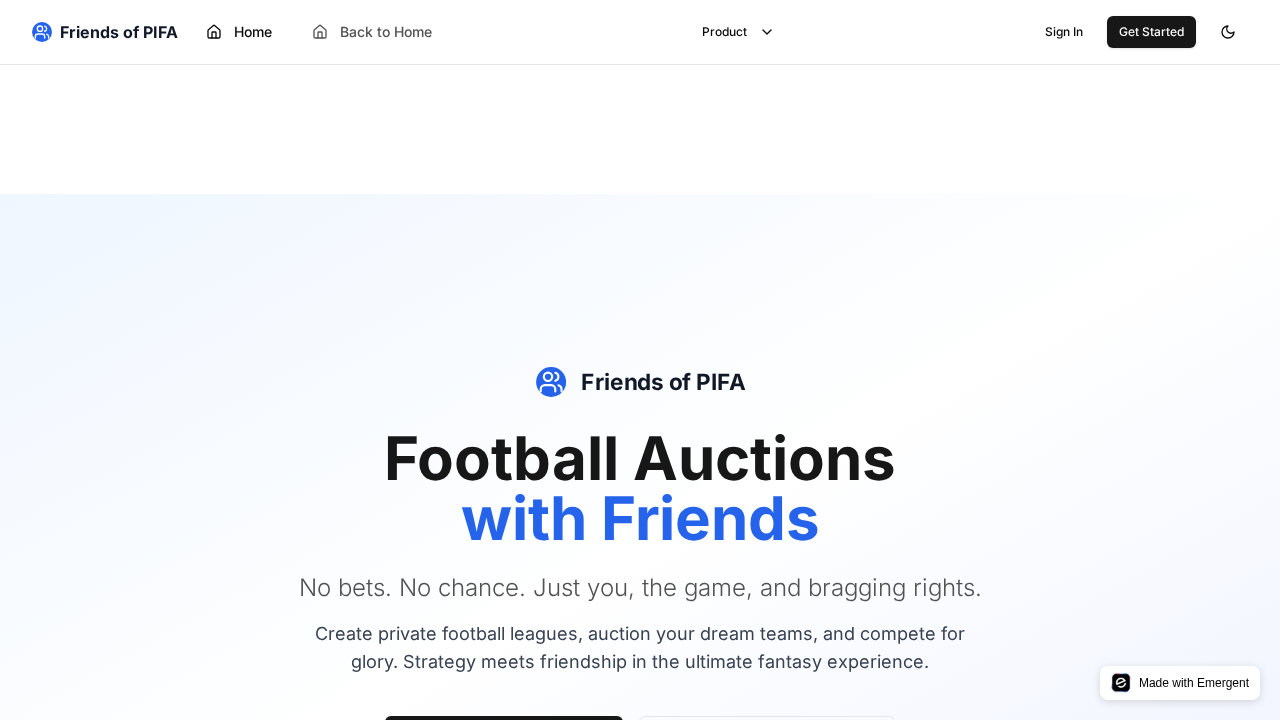 Friends of PIFA
Home
Back to Home
Product
Sign In
Get Started
Friends of PIFA
Football Auctions
with Friends
No bets. No chance. Just you, the game, and bragging rights.
Create private football leagues, auction your dream teams, and compete for
glory. Strategy meets friendship in the ultimate fantasy experience.
Made with Emergent